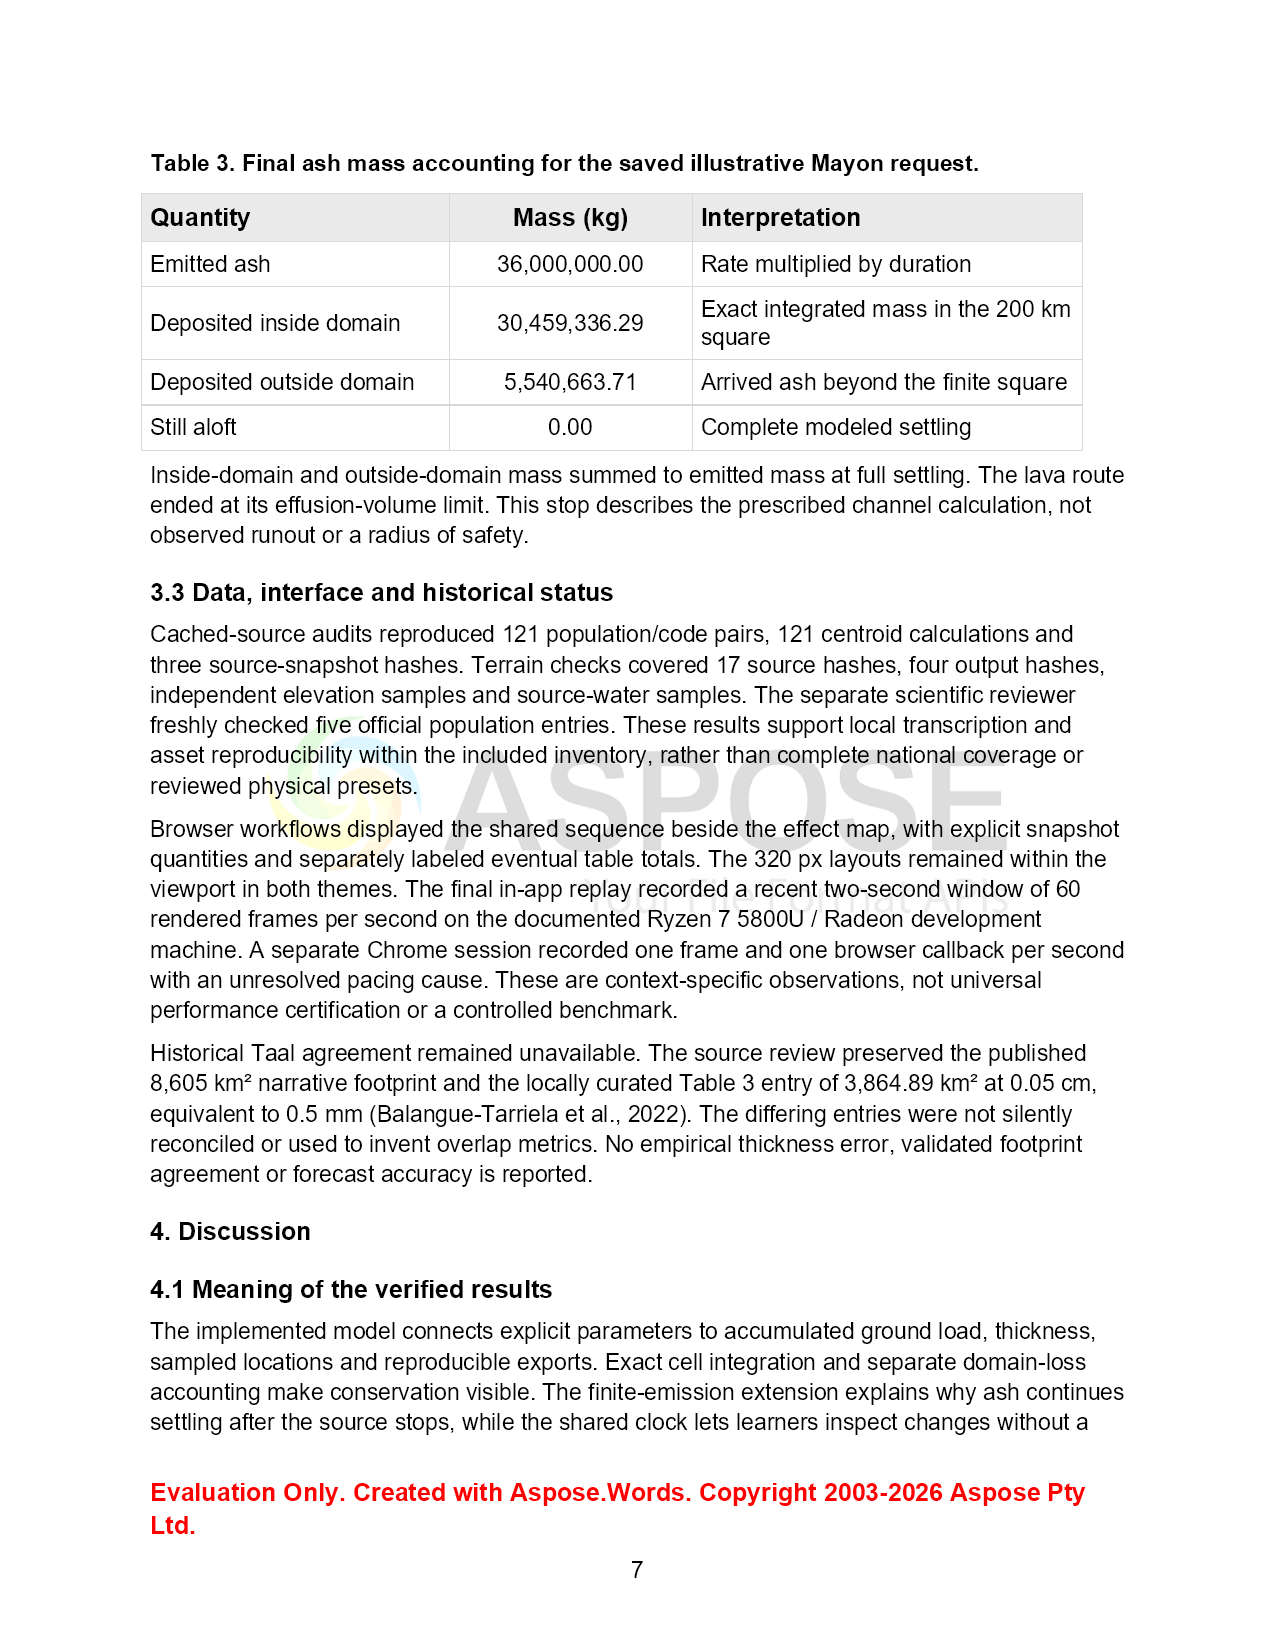 Table 3. Final ash mass accounting for the saved illustrative Mayon request.
Quantity Mass (kg) Interpretation
Emitted ash 36,000,000.00 Rate multiplied by duration
Deposited inside domain 30,459,336.29 Exact integrated mass in the 200 km
square
Deposited outside domain 5,540,663.71 Arrived ash beyond the finite square
Still aloft 0.00 Complete modeled settling
Inside-domain and outside-domain mass summed to emitted mass at full settling. The lava route
ended at its effusion-volume limit. This stop describes the prescribed channel calculation, not
observed runout or a radius of safety.
3.3 Data, interface and historical status
Cached-source audits reproduced 121 population/code pairs, 121 centroid calculations and
three source-snapshot hashes. Terrain checks covered 17 source hashes, four output hashes,
independent elevation samples and source-water samples. The separate scientific reviewer
freshly checked five official population entries. These results support local transcription and
asset reproducibility within the included inventory, rather than complete national coverage or
reviewed physical presets.
ASPOSE
Your File Format APIs
Browser workflows displayed the shared sequence beside the effect map, with explicit snapshot
quantities and separately labeled eventual table totals. The 320 px layouts remained within the
viewport in both themes. The final in-app replay recorded a recent two-second window of 60
rendered frames per second on the documented Ryzen 7 5800U / Radeon development
machine. A separate Chrome session recorded one frame and one browser callback per second
with an unresolved pacing cause. These are context-specific observations, not universal
performance certification or a controlled benchmark.
Historical Taal agreement remained unavailable. The source review preserved the published
8,605 km² narrative footprint and the locally curated Table 3 entry of 3,864.89 km² at 0.05 cm,
equivalent to 0.5 mm (Balangue-Tarriela et al., 2022). The differing entries were not silently
reconciled or used to invent overlap metrics. No empirical thickness error, validated footprint
agreement or forecast accuracy is reported.
4. Discussion
4.1 Meaning of the verified results
The implemented model connects explicit parameters to accumulated ground load, thickness,
sampled locations and reproducible exports. Exact cell integration and separate domain-loss
accounting make conservation visible. The finite-emission extension explains why ash continues
settling after the source stops, while the shared clock lets learners inspect changes without a
Evaluation Only. Created with Aspose.Words. Copyright 2003-2026 Aspose Pty
Ltd.
7